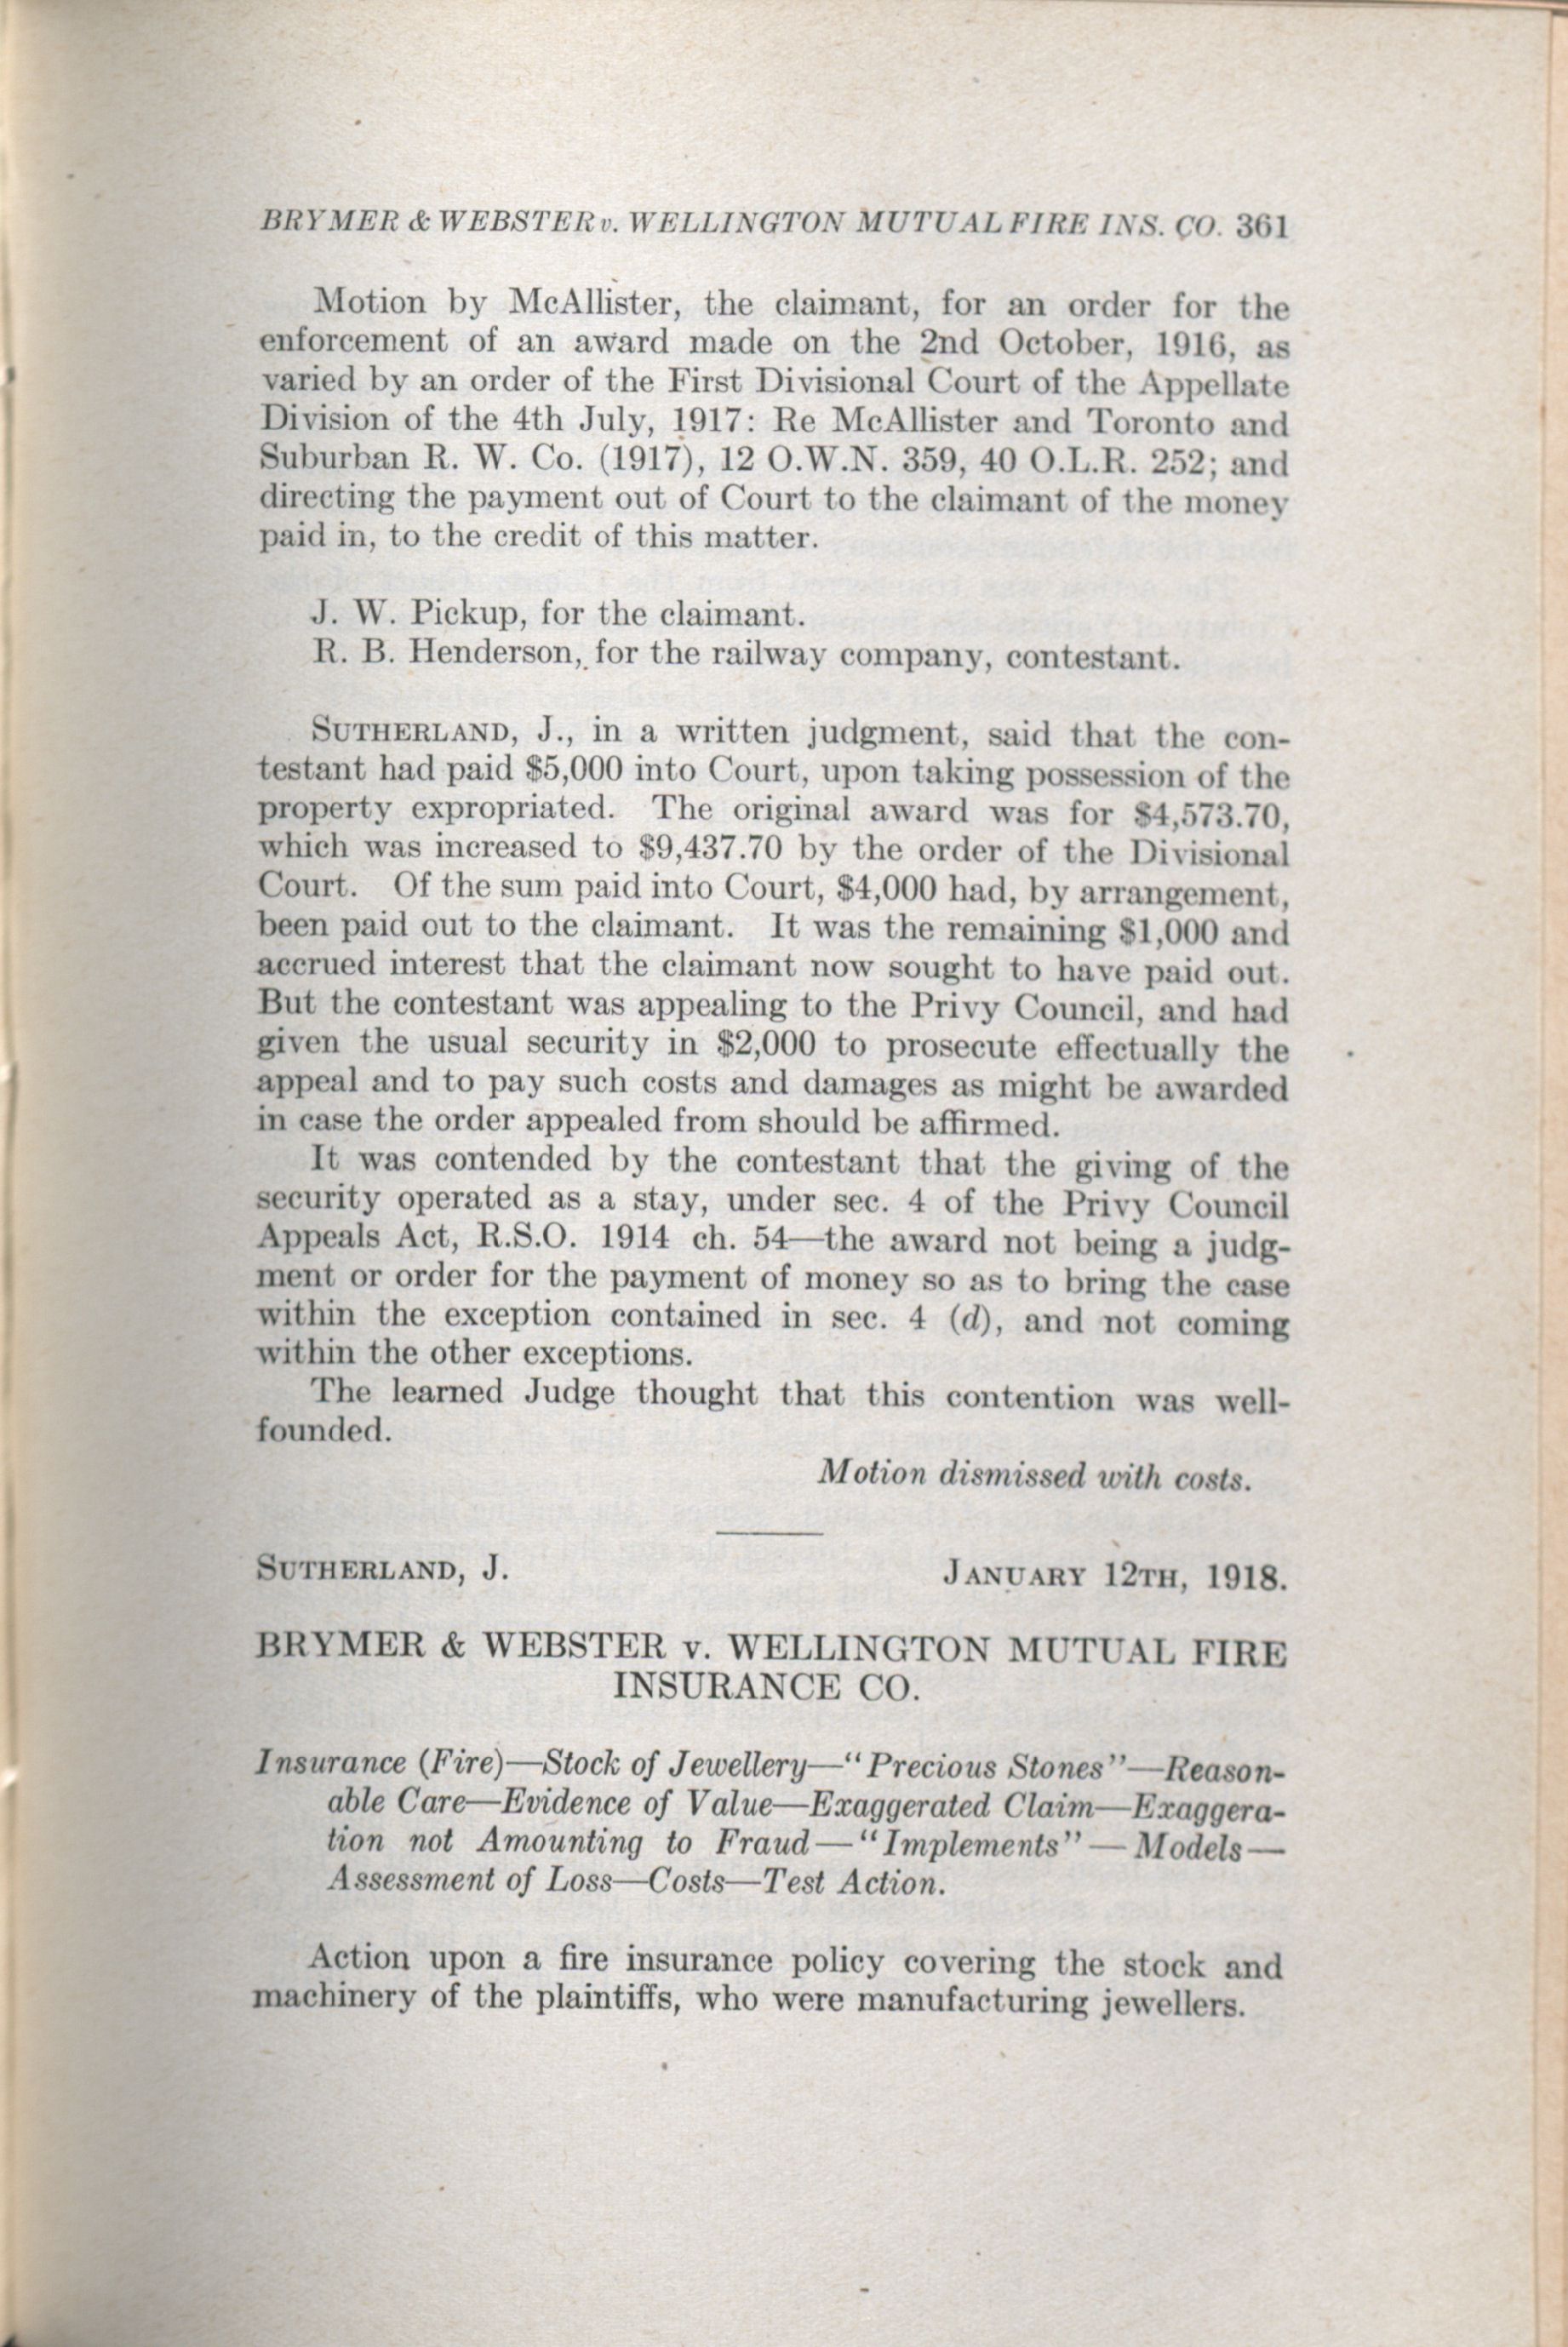 BRYMER & WEBSTER v. WELLINGTON MUTUAL FIRE INS. CO. 361
Motion by McAllister, the claimant, for an order for the
enforcement of an award made on the 2nd October, 1916, as
varied by an order of the First Divisional Court of the Appellate
Division of the 4th July, 1917: Re McAllister and Toronto and
Suburban R. W. Co. (1917), 12 O.W.N. 359, 40 O.L.R. 252; and
directing the payment out of Court to the claimant of the money
paid in, to the credit of this matter.
J. W. Pickup, for the claimant.
R. B. Henderson, for the railway company, contestant.
SUTHERLAND, J., in a written judgment, said that the con-
testant had paid $5,000 into Court, upon taking possession of the
property expropriated. The original award was for $4,573.70,
which was increased to $9,437.70 by the order of the Divisional
Court. Of the sum paid into Court, $4,000 had, by arrangement,
been paid out to the claimant. It was the remaining $1,000 and
accrued interest that the claimant now sought to have paid out.
But the contestant was appealing to the Privy Council, and had
given the usual security in $2,000 to prosecute effectually the
appeal and to pay such costs and damages as might be awarded
in case the order appealed from should be affirmed.
It was contended by the contestant that the giving of the
security operated as a stay, under sec. 4 of the Privy Council
Appeals Act, R.S.O. 1914 ch. 54—the award not being a judg-
ment or order for the payment of money so as to bring the case
within the exception contained in sec. 4 (d), and not coming
within the other exceptions.
The learned Judge thought that this contention was well-
founded.
Motion dismissed with costs.
SUTHERLAND, J. JANUARY 12TH, 1918.
BRYMER & WEBSTER v. WELLINGTON MUTUAL FIRE
INSURANCE CO.
Insurance (Fire)—Stock of Jewellery—“Precious Stones”—Reason-
able Care—Evidence of Value—Exaggerated Claim—Exaggera-
tion not Amounting to Fraud—“Implements”—Models—
Assessment of Loss—Costs—Test Action.
Action upon a fire insurance policy covering the stock and
machinery of the plaintiffs, who were manufacturing jewellers.